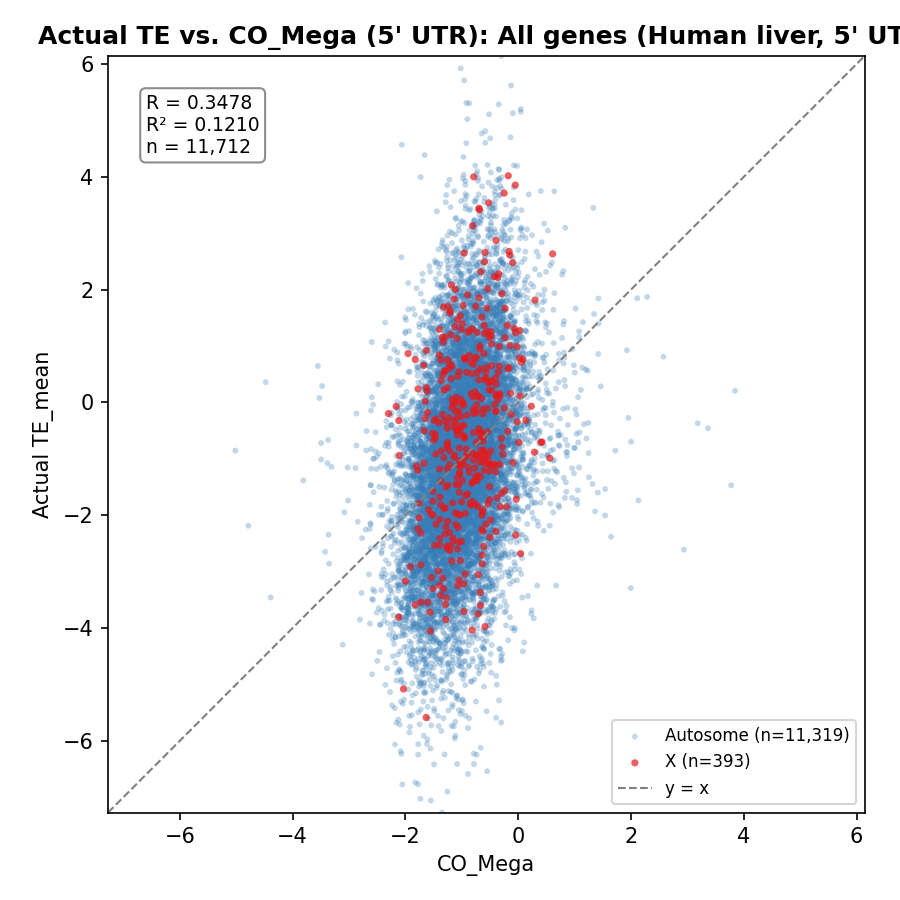 Actual TE vs. CO_Mega (5' UTR): All genes (Human liver, 5' UT
R = 0.3478
R² = 0.1210
n = 11,712
6
4
2
0
−2
−4
−6
Actual TE_mean
Autosome (n=11,319)
X (n=393)
y = x
−6
−4
−2
0
2
4
6
CO_Mega